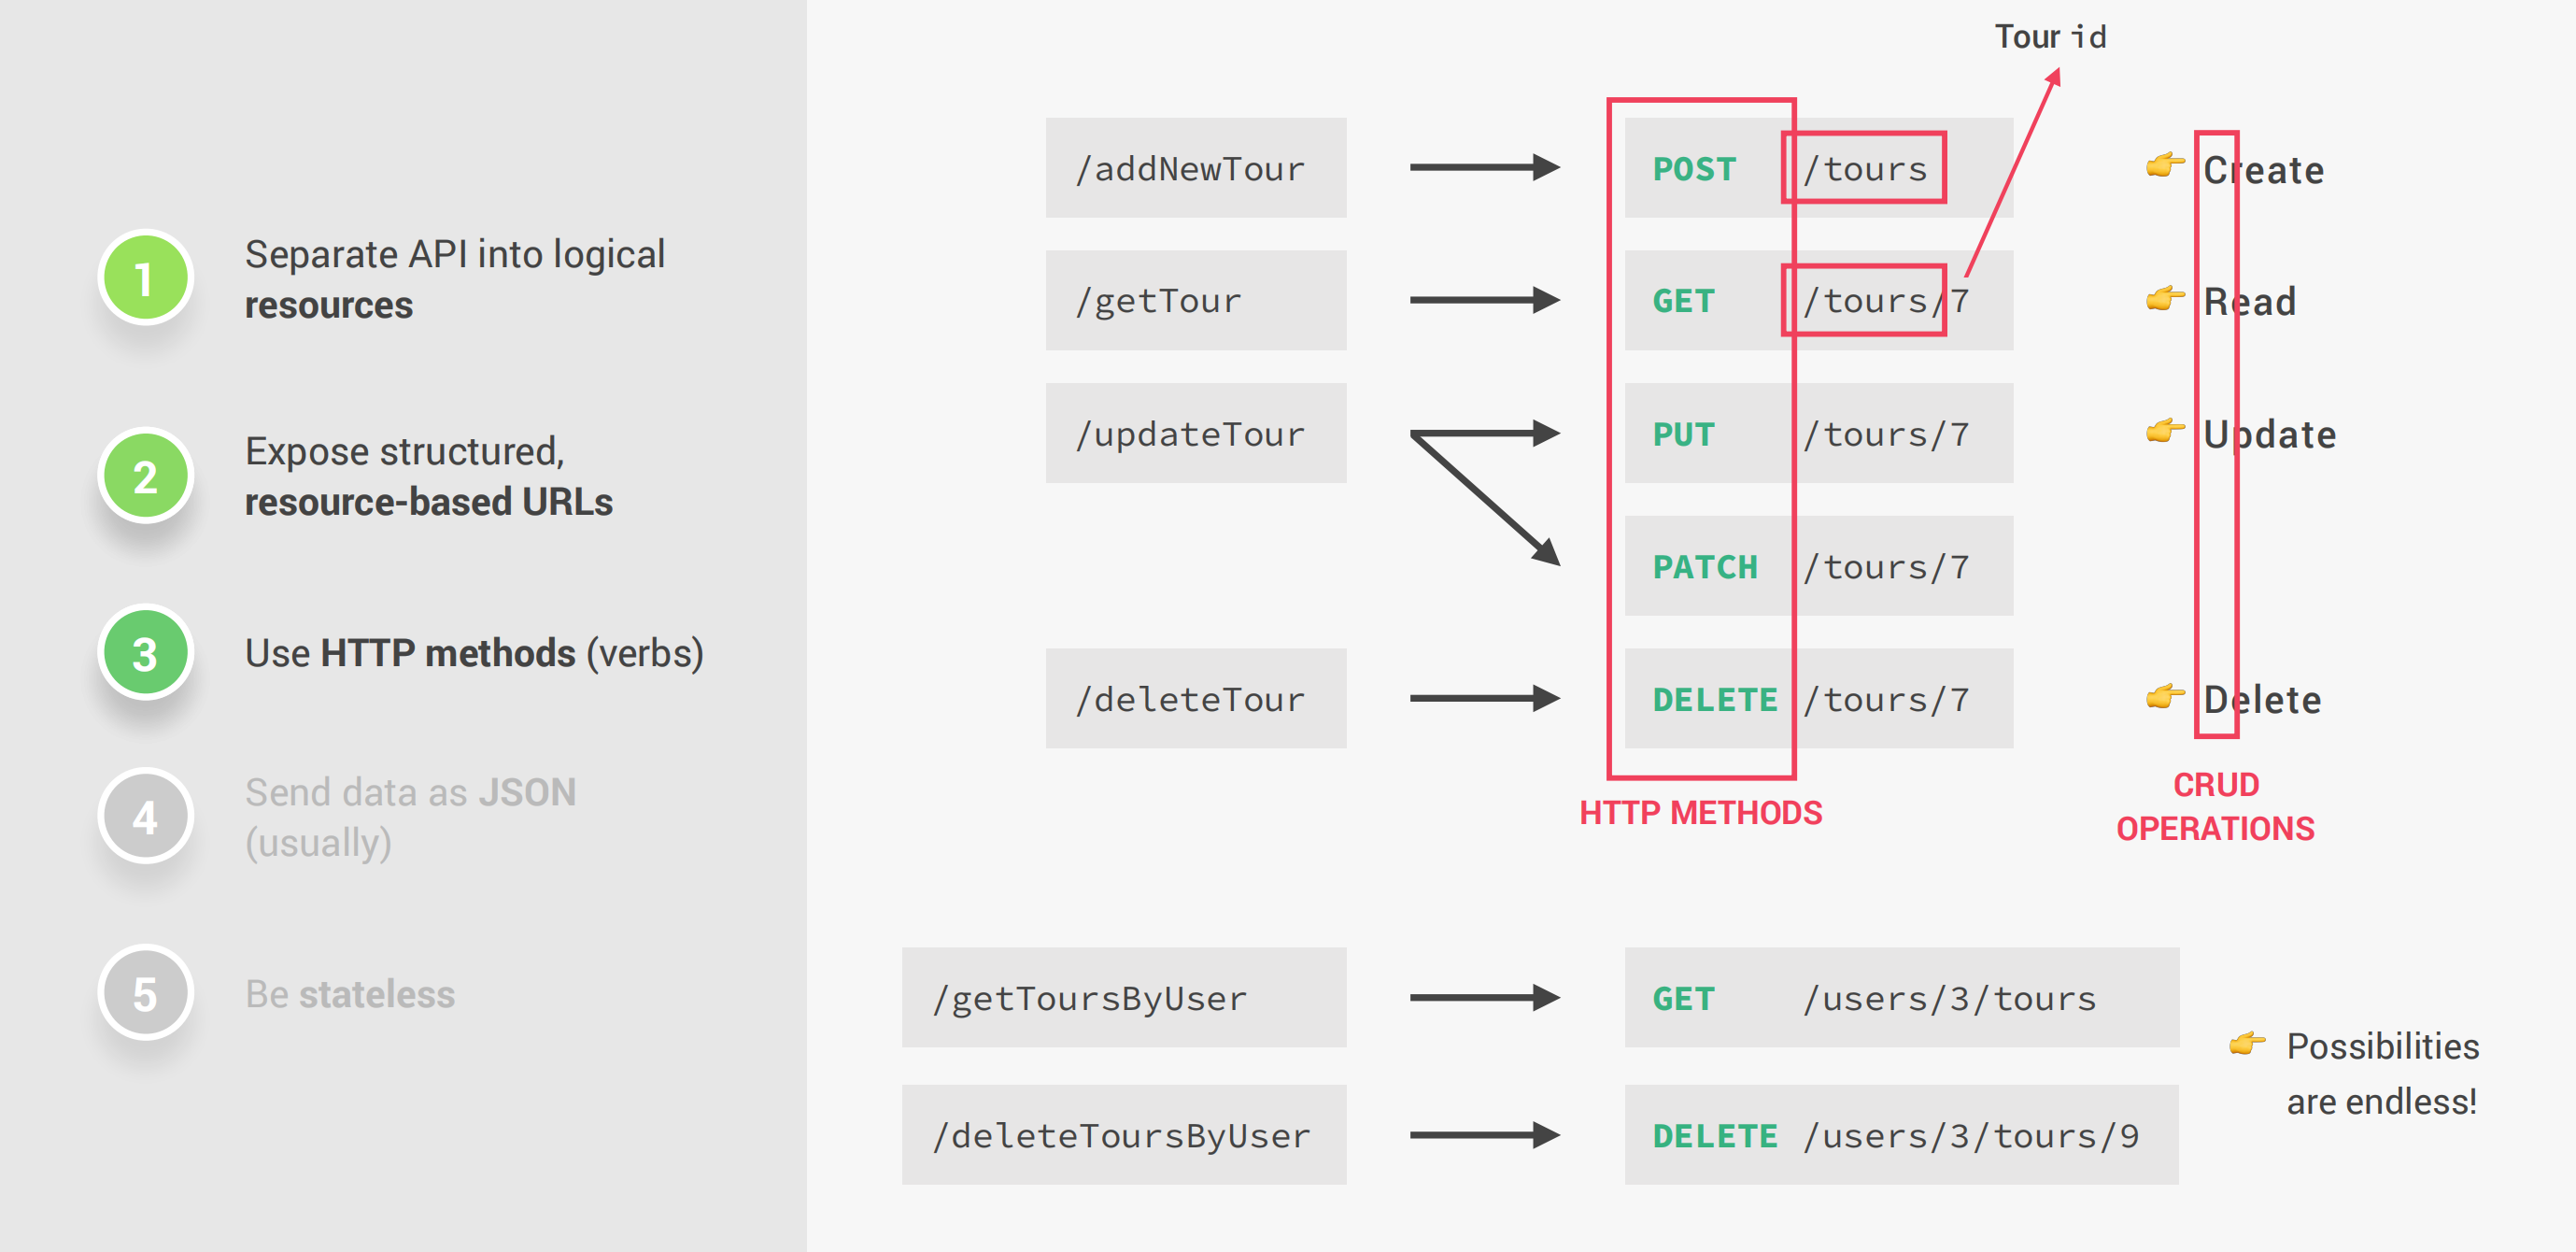 1
Separate API into logical
resources
2
Expose structured,
resource-based URLs
3
Use HTTP methods (verbs)
4
Send data as JSON
(usually)
5
Be stateless
Tour id
/addNewTour POST /tours Create
/getTour GET /tours/7 Read
/updateTour PUT /tours/7 Update
PATCH /tours/7
/deleteTour DELETE /tours/7 Delete
HTTP METHODS
CRUD
OPERATIONS
/getToursByUser GET /users/3/tours
/deleteToursByUser DELETE /users/3/tours/9
Possibilities
are endless!